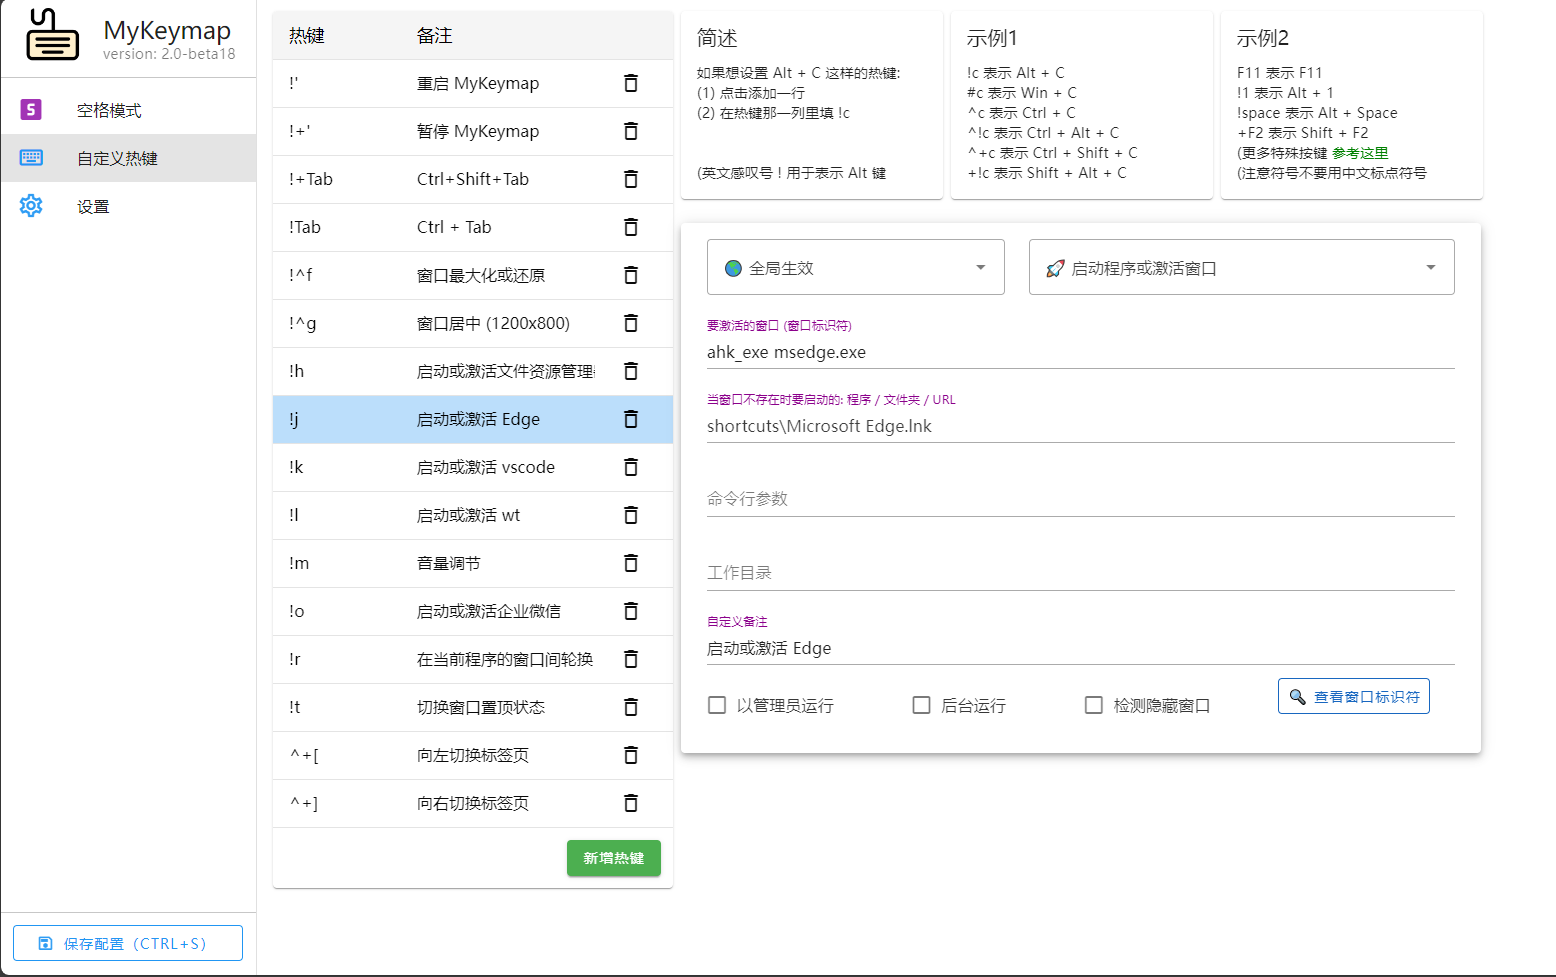 MyKeymap
version: 2.0-beta18
空格模式
自定义热键
设置
保存配置（CTRL+S）
热键 备注
!' 重启 MyKeymap
!+' 暂停 MyKeymap
!+Tab Ctrl+Shift+Tab
!Tab Ctrl + Tab
!^f 窗口最大化或还原
!^g 窗口居中 (1200x800)
!h 启动或激活文件资源管理
!j 启动或激活 Edge
!k 启动或激活 vscode
!l 启动或激活 wt
!m 音量调节
!o 启动或激活企业微信
!r 在当前程序的窗口间轮换
!t 切换窗口置顶状态
^+[ 向左切换标签页
^+] 向右切换标签页
新增热键
简述
如果想设置 Alt + C 这样的热键:
(1) 点击添加一行
(2) 在热键那一列里填 !c
(英文感叹号 ! 用于表示 Alt 键
示例1
!c 表示 Alt + C
#c 表示 Win + C
^c 表示 Ctrl + C
^!c 表示 Ctrl + Alt + C
^+c 表示 Ctrl + Shift + C
+!c 表示 Shift + Alt + C
示例2
F11 表示 F11
!1 表示 Alt + 1
!space 表示 Alt + Space
+F2 表示 Shift + F2
(更多特殊按键 参考这里
(注意符号不要用中文标点符号
全局生效
启动程序或激活窗口
要激活的窗口 (窗口标识符)
ahk_exe msedge.exe
当窗口不存在时要启动的: 程序 / 文件夹 / URL
shortcuts\Microsoft Edge.lnk
命令行参数
工作目录
自定义备注
启动或激活 Edge
以管理员运行
后台运行
检测隐藏窗口
查看窗口标识符